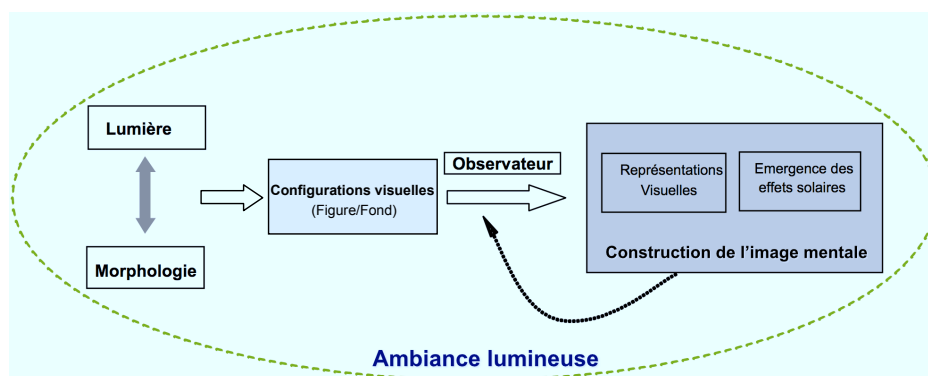 Lumière
Morphologie
Configurations visuelles
(Figure/Fond)
Observateur
Représentations
Visuelles
Emergence des
effets solaires
Construction de l’image mentale
Ambiance lumineuse